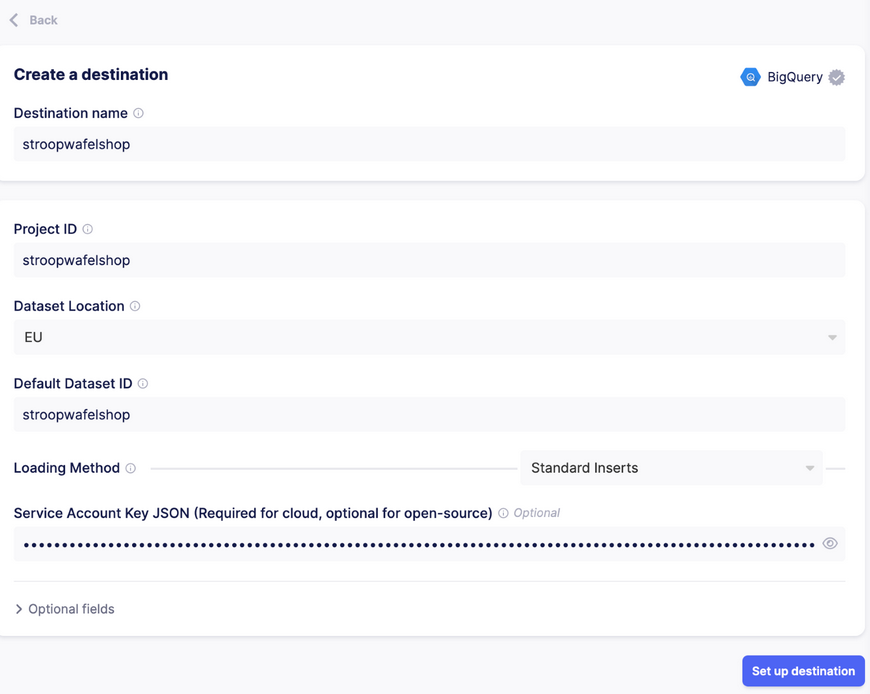 Back
Create a destination
BigQuery
Destination name
stroopwafelshop
Project ID
stroopwafelshop
Dataset Location
EU
Default Dataset ID
stroopwafelshop
Loading Method
Standard Inserts
Service Account Key JSON (Required for cloud, optional for open-source) Optional
Optional fields
Set up destination